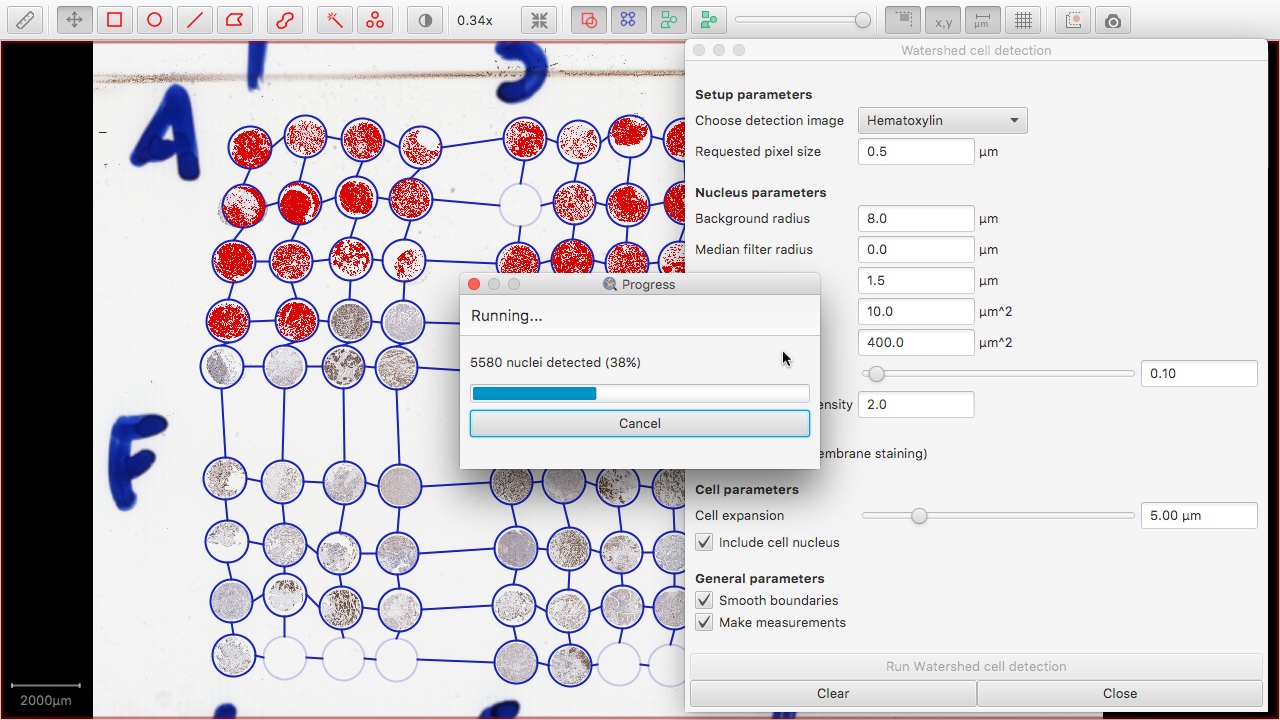 0.34x
x,y
µm
Watershed cell detection
Setup parameters
Choose detection image Hematoxylin
Requested pixel size 0.5 µm
Nucleus parameters
Background radius 8.0 µm
Median filter radius 0.0 µm
1.5 µm
10.0 µm^2
400.0 µm^2
0.10
ensity 2.0
embrane staining)
Cell parameters
Cell expansion 5.00 µm
Include cell nucleus
General parameters
Smooth boundaries
Make measurements
Run Watershed cell detection
Clear Close
Progress
Running...
5580 nuclei detected (38%)
Cancel
A
F
2000µm